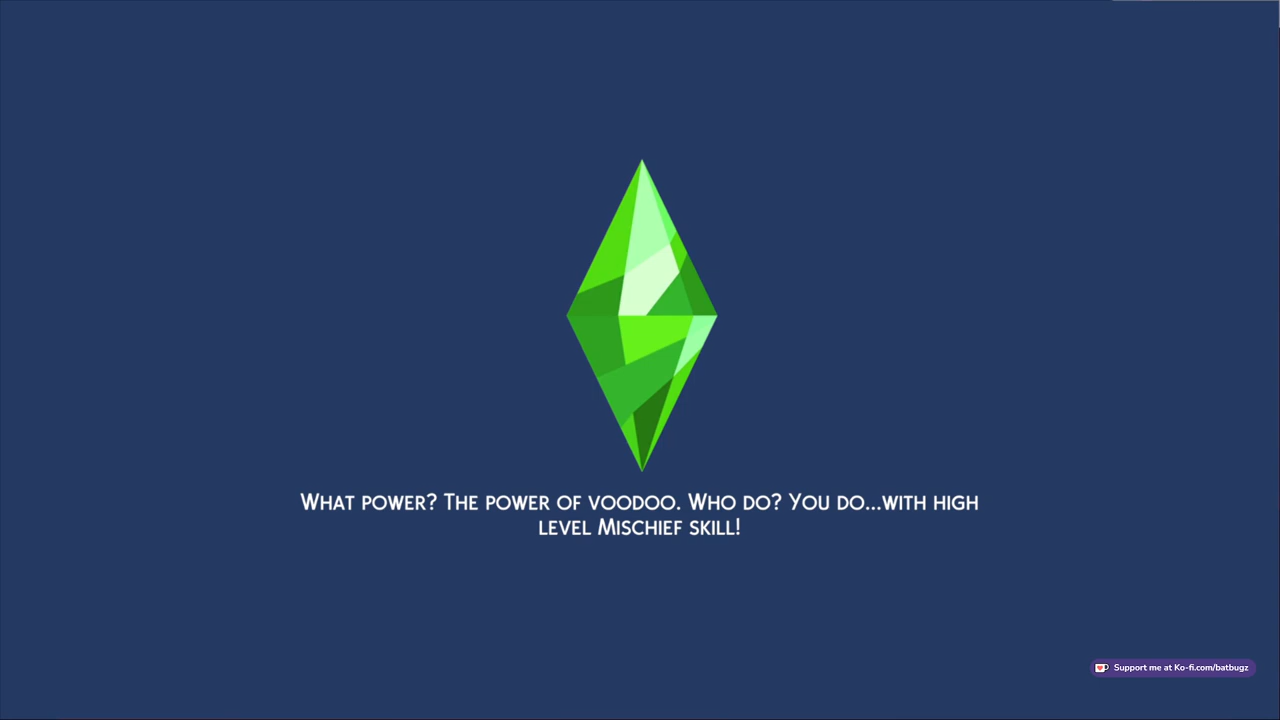 What power? The power of voodoo. Who do? You do...with high
level Mischief skill!
Support me at Ko-fi.com/batbugz